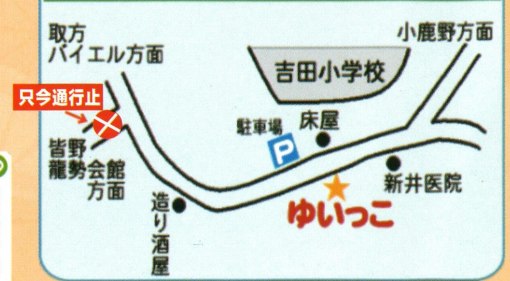 取方
バイエル方面
小鹿野方面
吉田小学校
只今通行止
駐車場
床屋
P
皆野
龍勢会館
方面
新井医院
造り酒屋
ゆいっこ